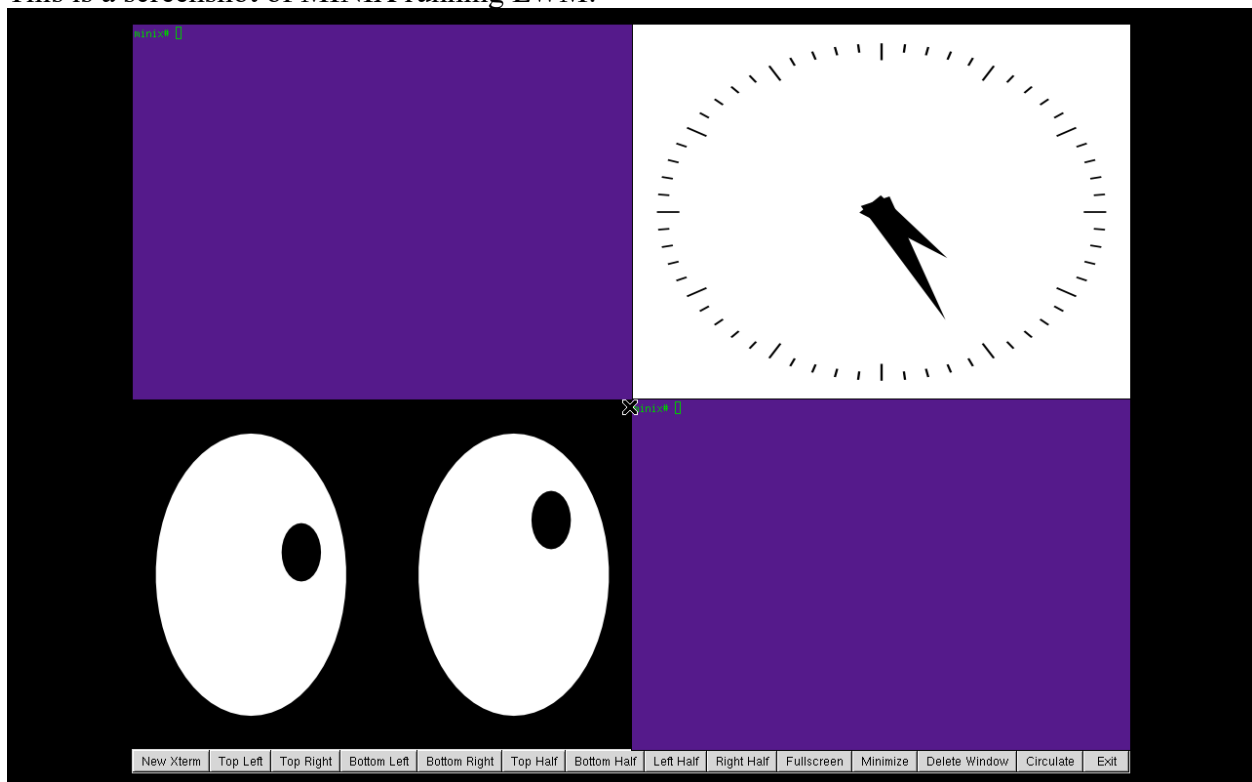 This is a screenshot of MINIX running EWM.
minix#
minix#
New Xterm Top Left Top Right Bottom Left Bottom Right Top Half Bottom Half Left Half Right Half Fullscreen Minimize Delete Window Circulate Exit